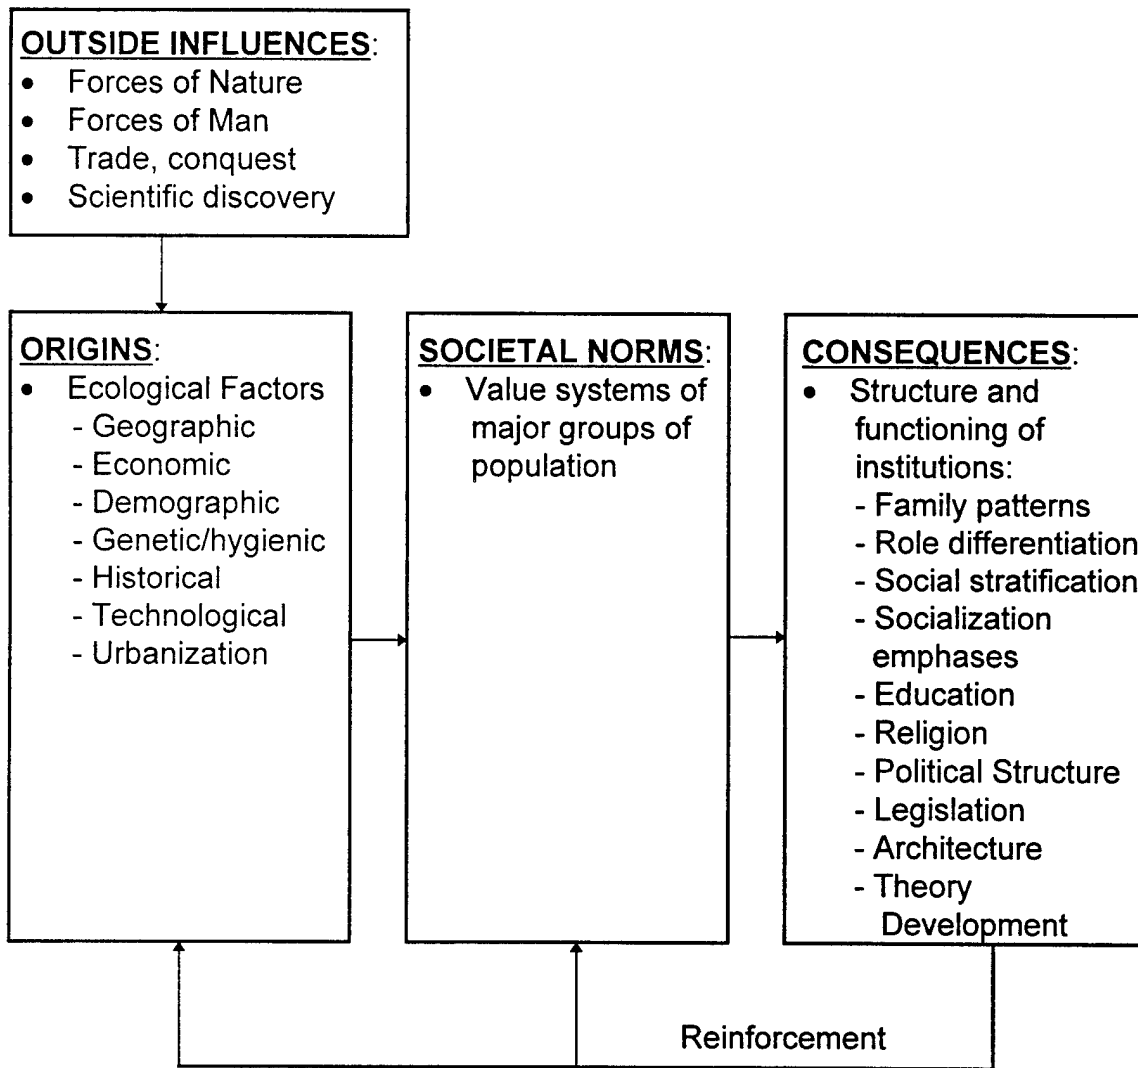 OUTSIDE INFLUENCES:
• Forces of Nature
• Forces of Man
• Trade, conquest
• Scientific discovery
ORIGINS:
• Ecological Factors
- Geographic
- Economic
- Demographic
- Genetic/hygienic
- Historical
- Technological
- Urbanization
SOCIETAL NORMS:
• Value systems of
major groups of
population
CONSEQUENCES:
• Structure and
functioning of
institutions:
- Family patterns
- Role differentiation
- Social stratification
- Socialization
emphases
- Education
- Religion
- Political Structure
- Legislation
- Architecture
- Theory
Development
Reinforcement